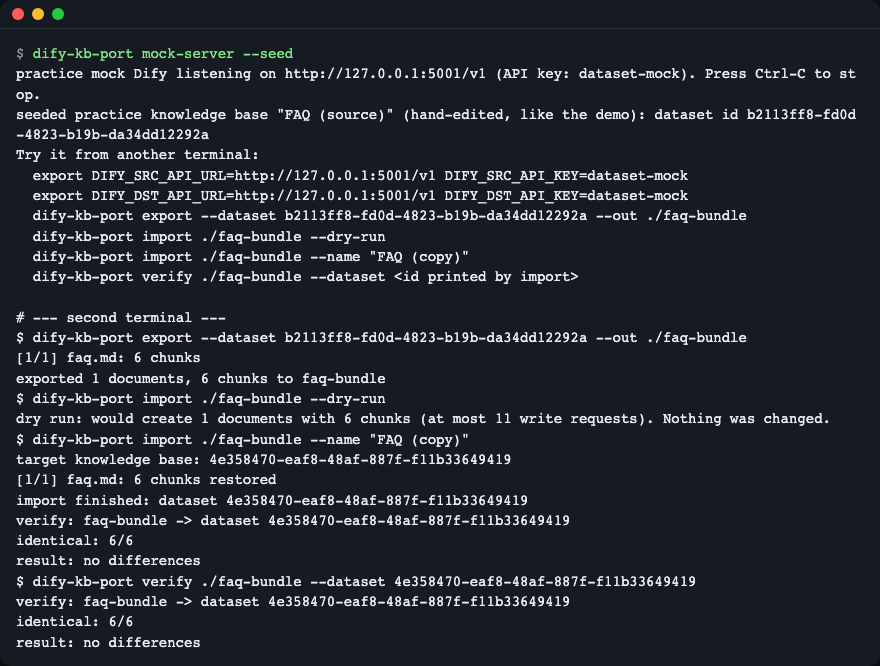 $ dify-kb-port mock-server --seed
practice mock Dify listening on http://127.0.0.1:5001/v1 (API key: dataset-mock). Press Ctrl-C to st
op.
seeded practice knowledge base "FAQ (source)" (hand-edited, like the demo): dataset id b2113ff8-fd0d
-4823-b19b-da34dd12292a
Try it from another terminal:
  export DIFY_SRC_API_URL=http://127.0.0.1:5001/v1 DIFY_SRC_API_KEY=dataset-mock
  export DIFY_DST_API_URL=http://127.0.0.1:5001/v1 DIFY_DST_API_KEY=dataset-mock
  dify-kb-port export --dataset b2113ff8-fd0d-4823-b19b-da34dd12292a --out ./faq-bundle
  dify-kb-port import ./faq-bundle --dry-run
  dify-kb-port import ./faq-bundle --name "FAQ (copy)"
  dify-kb-port verify ./faq-bundle --dataset <id printed by import>

# --- second terminal ---
$ dify-kb-port export --dataset b2113ff8-fd0d-4823-b19b-da34dd12292a --out ./faq-bundle
[1/1] faq.md: 6 chunks
exported 1 documents, 6 chunks to faq-bundle
$ dify-kb-port import ./faq-bundle --dry-run
dry run: would create 1 documents with 6 chunks (at most 11 write requests). Nothing was changed.
$ dify-kb-port import ./faq-bundle --name "FAQ (copy)"
target knowledge base: 4e358470-eaf8-48af-887f-f11b33649419
[1/1] faq.md: 6 chunks restored
import finished: dataset 4e358470-eaf8-48af-887f-f11b33649419
verify: faq-bundle -> dataset 4e358470-eaf8-48af-887f-f11b33649419
identical: 6/6
result: no differences
$ dify-kb-port verify ./faq-bundle --dataset 4e358470-eaf8-48af-887f-f11b33649419
verify: faq-bundle -> dataset 4e358470-eaf8-48af-887f-f11b33649419
identical: 6/6
result: no differences